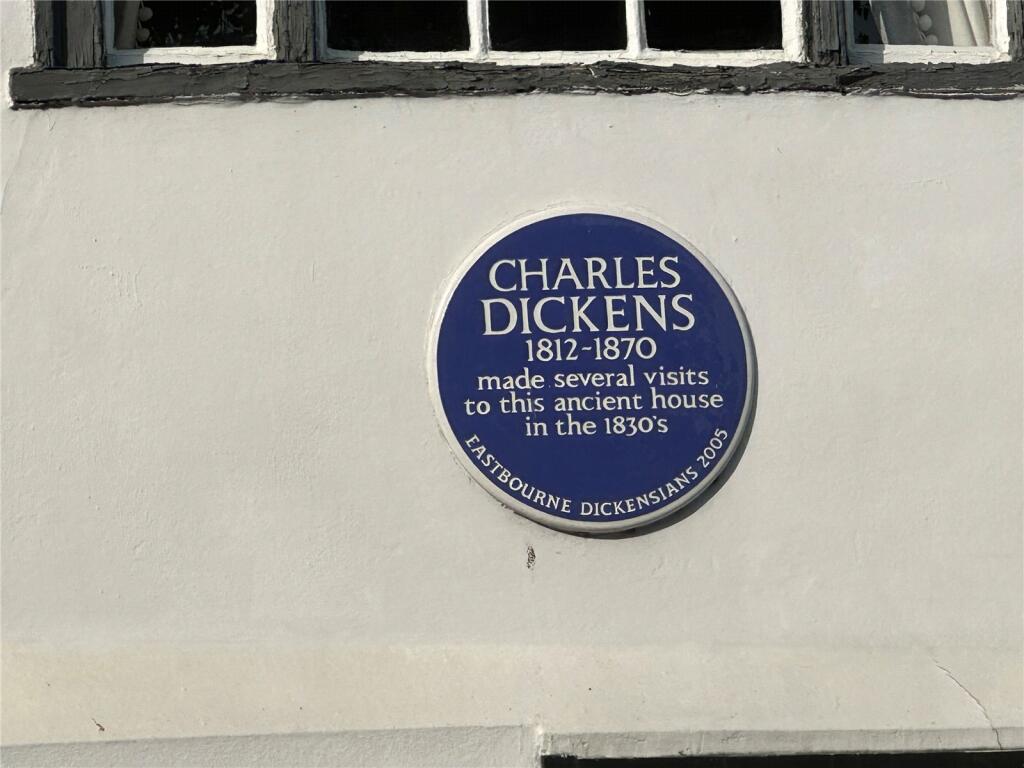 CHARLES
DICKENS
1812-1870
made several visits
to this ancient house
in the 1830's
EASTBOURNE DICKENSIANS 2005